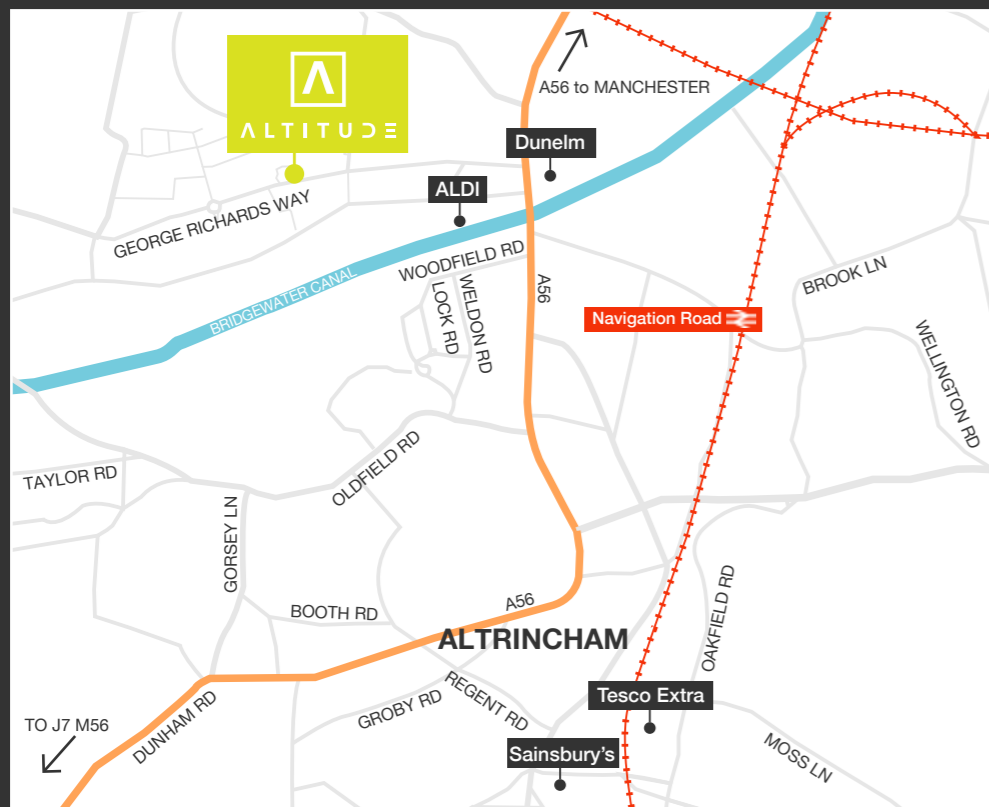 ALTITUDE
A56 to MANCHESTER
Dunelm
ALDI
GEORGE RICHARDS WAY
WOODFIELD RD
BRIDGEWATER CANAL
LOCK RD
WELDON RD
A56
BROOK LN
Navigation Road
WELLINGTON RD
TAYLOR RD
OLDFIELD RD
GORSEY LN
BOOTH RD
A56
OAKFIELD RD
ALTRINCHAM
REGENT RD
GROBY RD
Tesco Extra
DUNHAM RD
TO J7 M56
Sainsbury's
MOSS LN